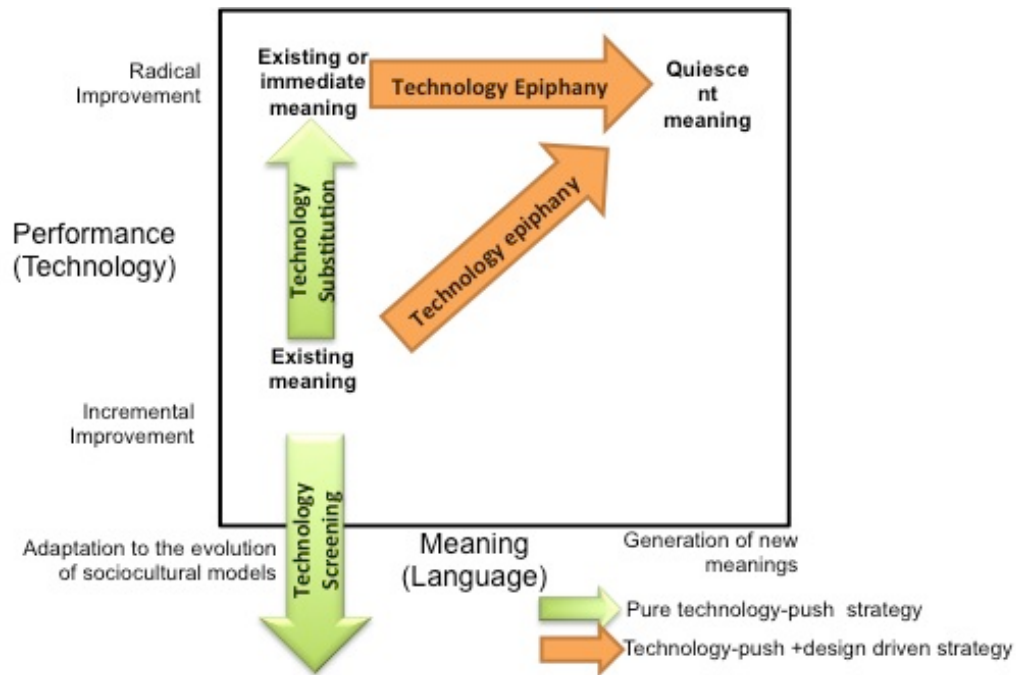 Radical
Improvement
Existing or
immediate
meaning
Technology Epiphany
Quiesce
nt
meaning
Technology
Substitution
Technology epiphany
Performance
(Technology)
Existing
meaning
Incremental
Improvement
Technology
Screening
Adaptation to the evolution
of sociocultural models
Meaning
(Language)
Generation of new
meanings
Pure technology-push strategy
Technology-push +design driven strategy